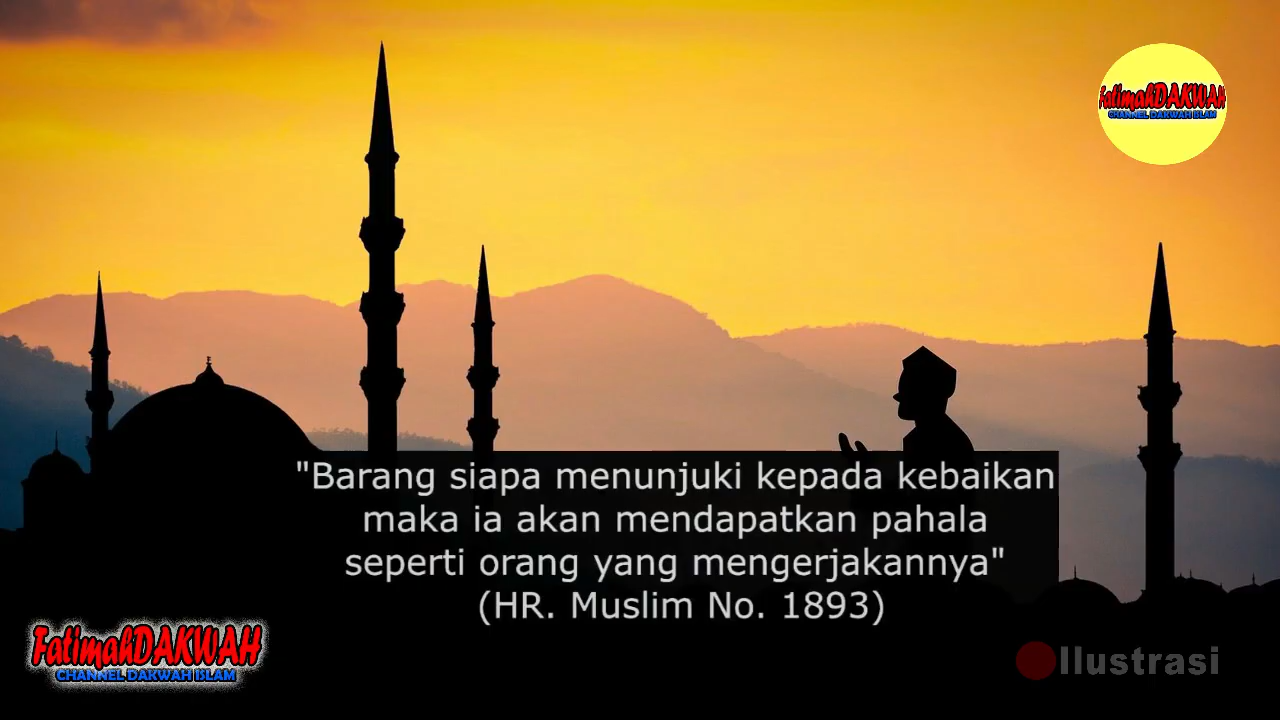 FatimahDAKWAH
CHANNEL DAKWAH ISLAM
"Barang siapa menunjuki kepada kebaikan
maka ia akan mendapatkan pahala
seperti orang yang mengerjakannya"
(HR. Muslim No. 1893)
FatimahDAKWAH
CHANNEL DAKWAH ISLAM
Ilustrasi